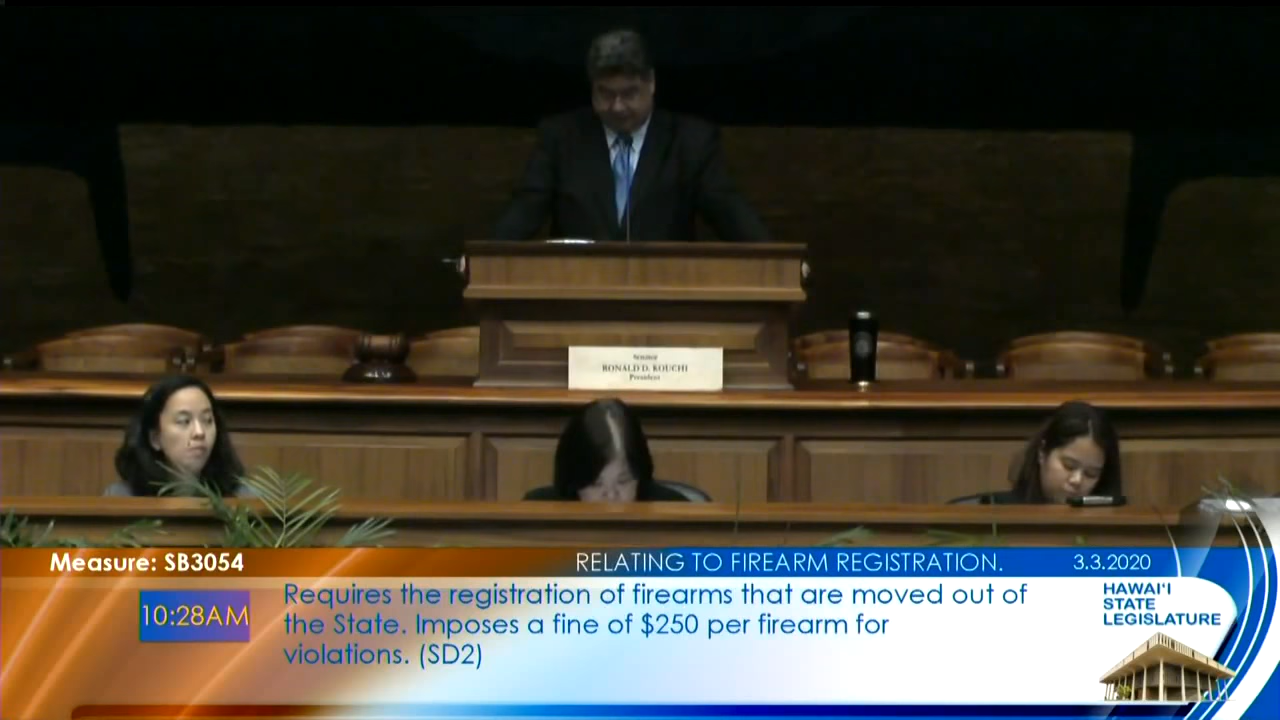 Senator
RONALD D. KOUCHI
President
Measure: SB3054
RELATING TO FIREARM REGISTRATION.
3.3.2020
10:28AM
Requires the registration of firearms that are moved out of
the State. Imposes a fine of $250 per firearm for
violations. (SD2)
HAWAIʻI
STATE
LEGISLATURE